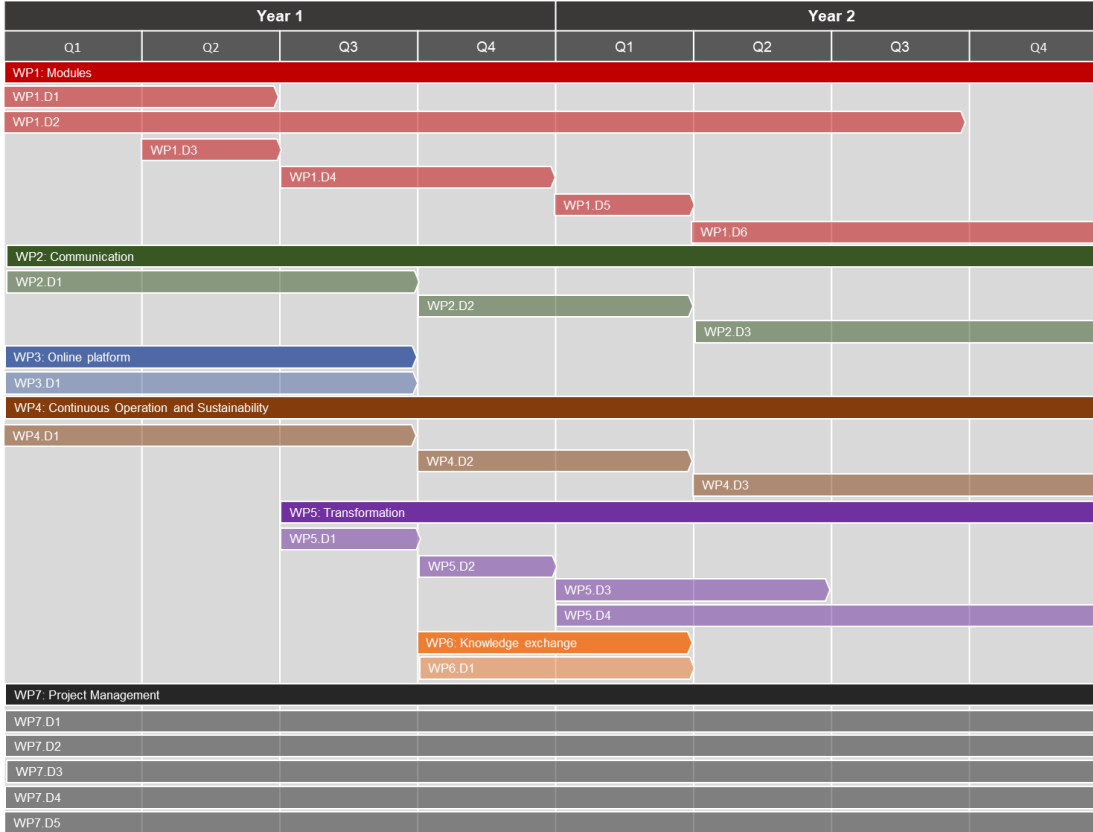 Year 1
Year 2
Q1
Q2
Q3
Q4
Q1
Q2
Q3
Q4
WP1: Modules
WP1.D1
WP1.D2
WP1.D3
WP1.D4
WP1.D5
WP1.D6
WP2: Communication
WP2.D1
WP2.D2
WP2.D3
WP3: Online platform
WP3.D1
WP4: Continuous Operation and Sustainability
WP4.D1
WP4.D2
WP4.D3
WP5: Transformation
WP5.D1
WP5.D2
WP5.D3
WP5.D4
WP6: Knowledge exchange
WP6.D1
WP7: Project Management
WP7.D1
WP7.D2
WP7.D3
WP7.D4
WP7.D5